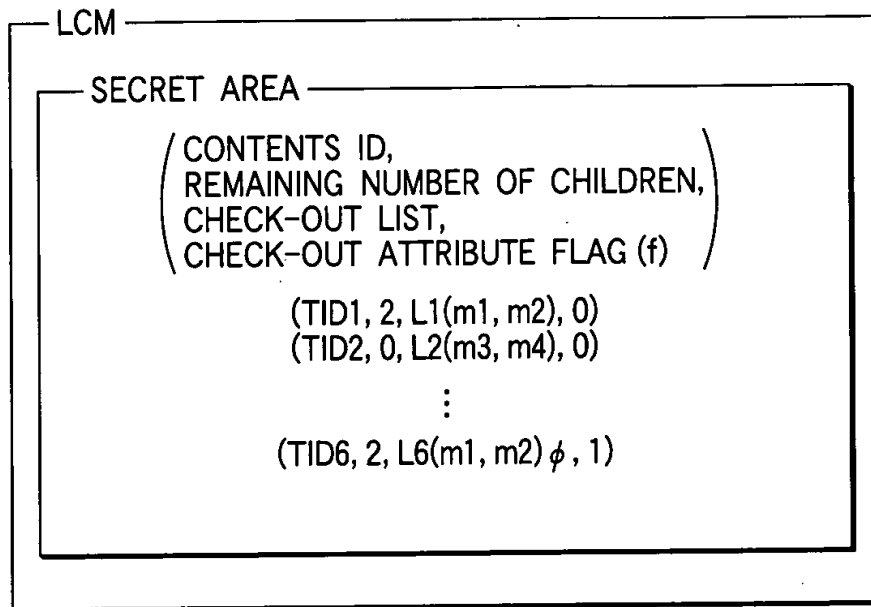 LCM
SECRET AREA
CONTENTS ID,
REMAINING NUMBER OF CHILDREN,
CHECK-OUT LIST,
CHECK-OUT ATTRIBUTE FLAG (f)
(TID1, 2, L1(m1, m2), 0)
(TID2, 0, L2(m3, m4), 0)
⋮
(TID6, 2, L6(m1, m2) ϕ, 1)